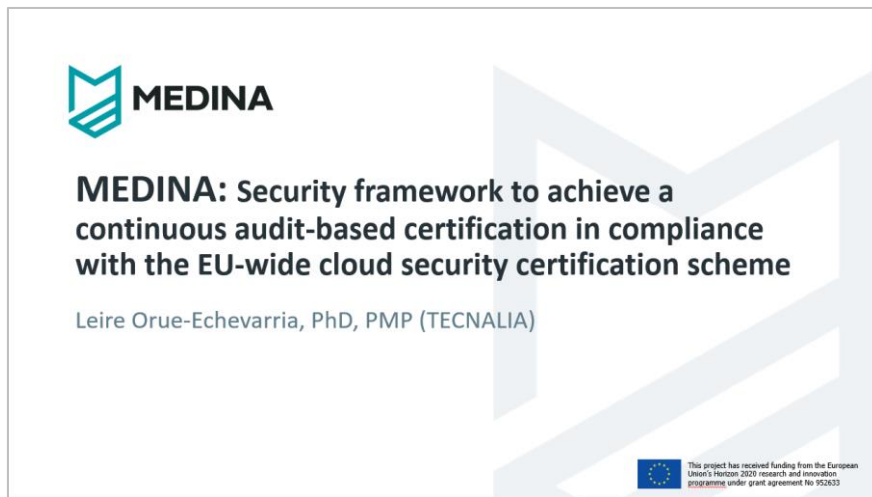 MEDINA
MEDINA: Security framework to achieve a
continuous audit-based certification in compliance
with the EU-wide cloud security certification scheme
Leire Orue-Echevarria, PhD, PMP (TECNALIA)
This project has received funding from the European
Union's Horizon 2020 research and innovation
programme under grant agreement No 952633